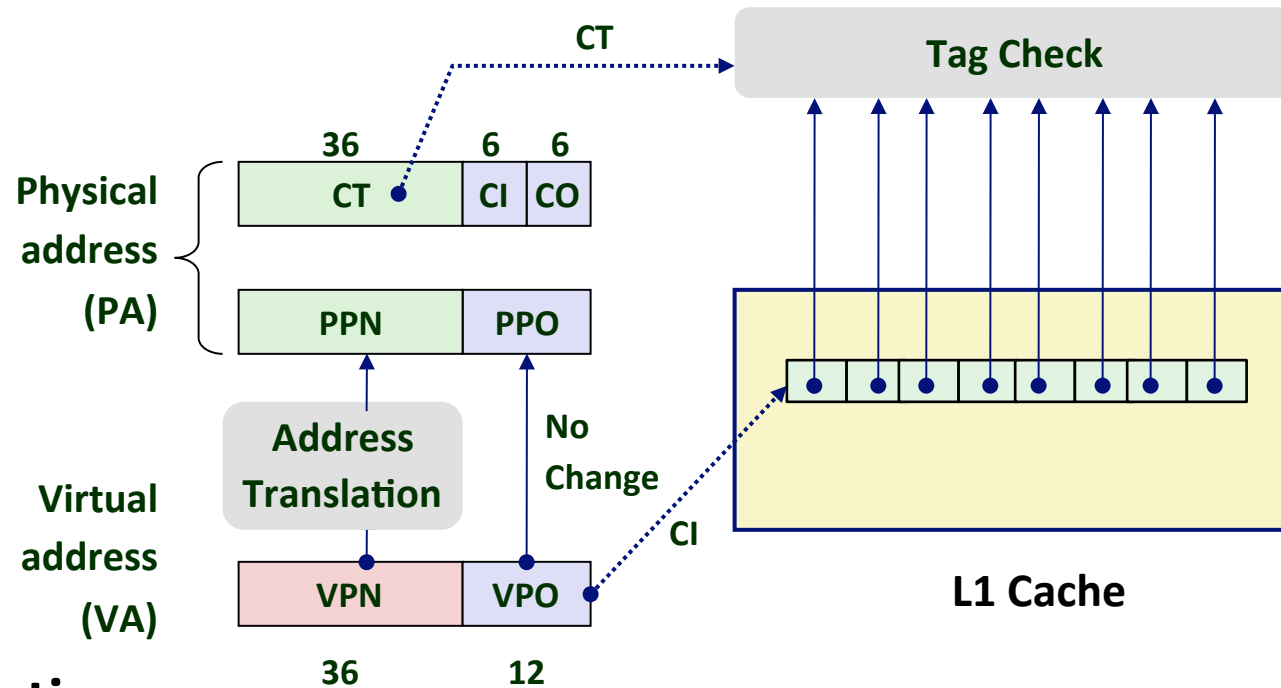 CT
Tag Check
36 6 6
Physical
address
(PA)
CT CI CO
PPN PPO
Address
Translation
No
Change
Virtual
address
(VA)
CI
VPN VPO
L1 Cache
36 12